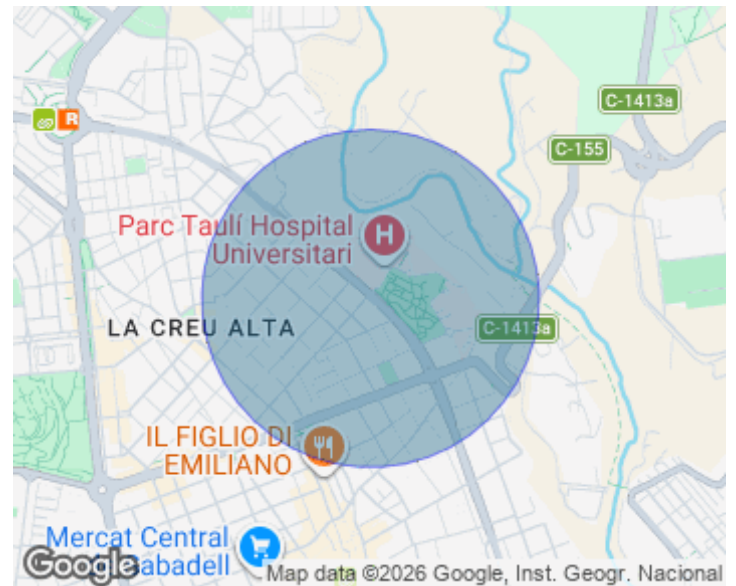 C-1413a
R
C-155
Parc Taulí Hospital
Universitari
H
LA CREU ALTA
C-1413a
IL FIGLIO DI
EMILIANO
Mercat Central
Sabadell
Google
Map data ©2026 Google, Inst. Geogr. Nacional